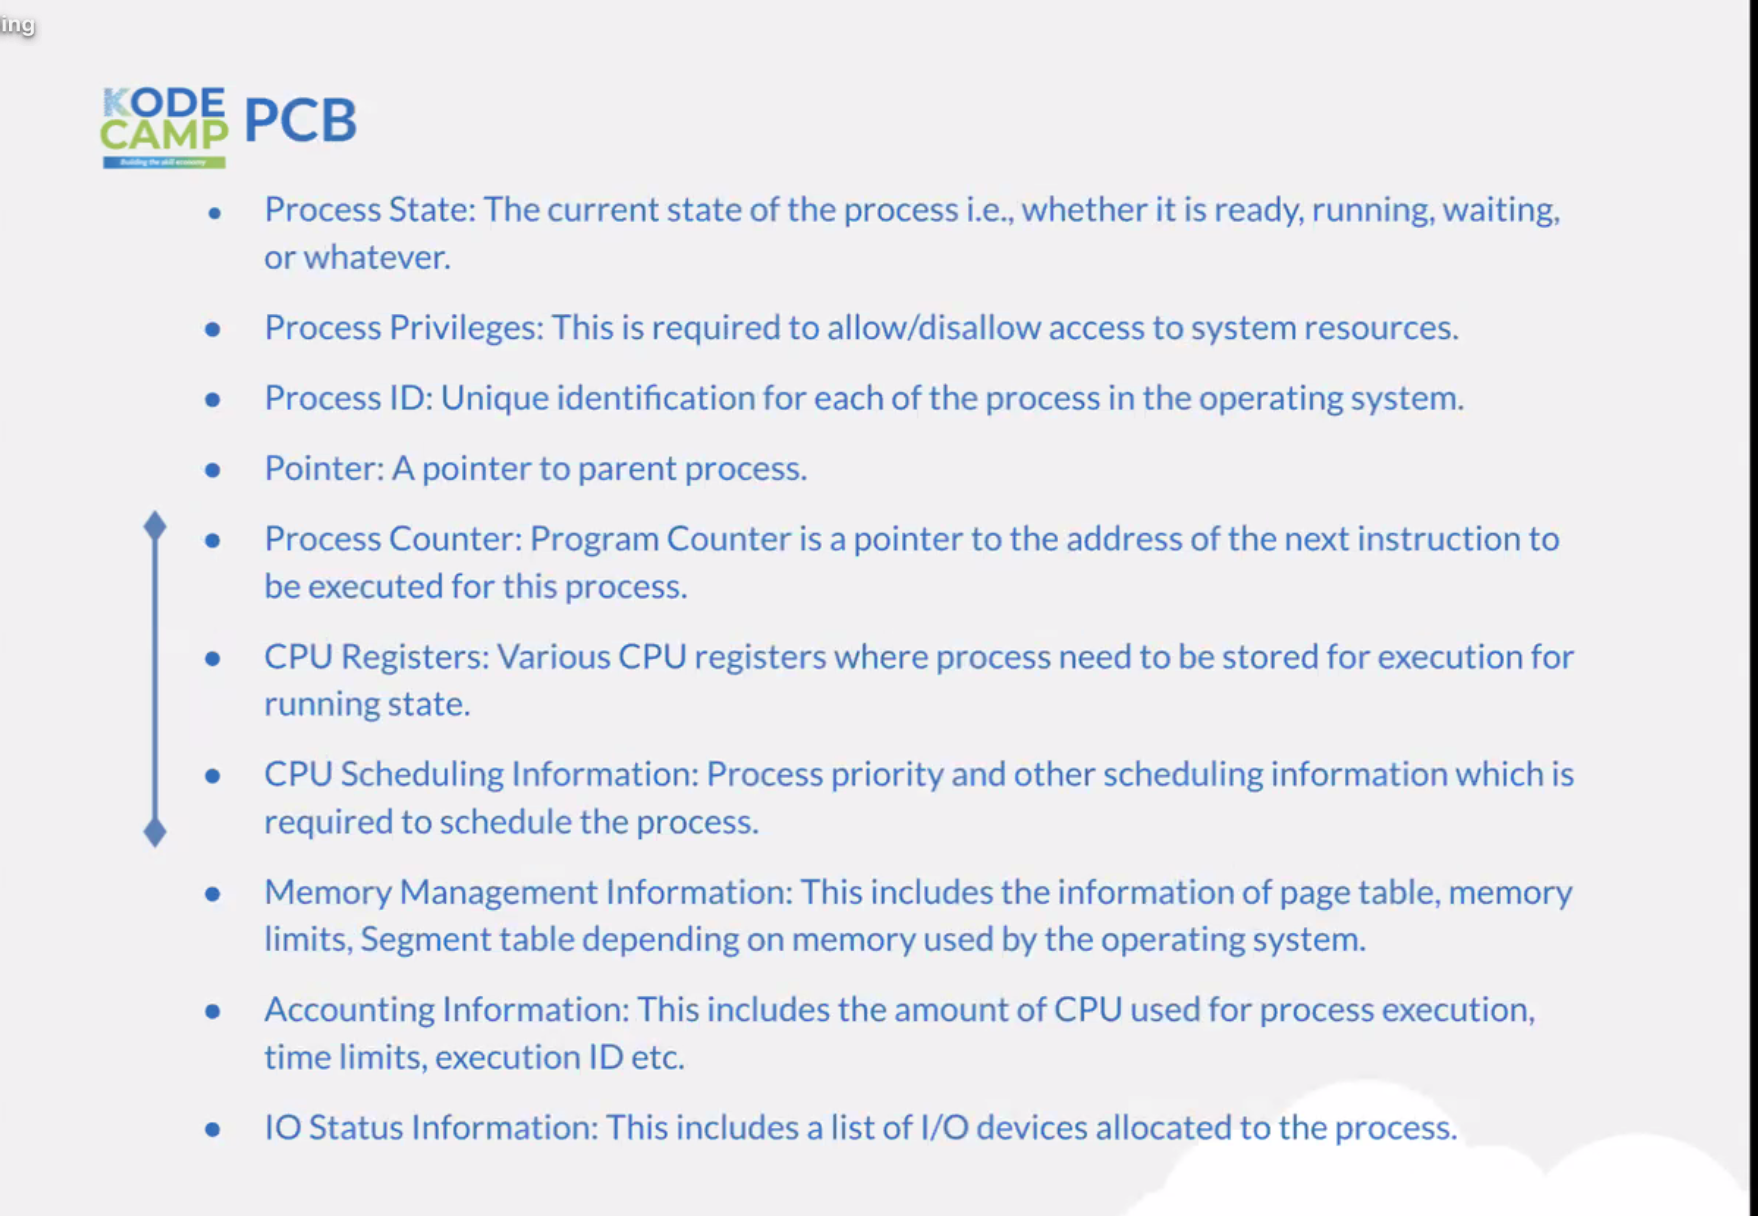 ing
KODE
CAMP
Building the skill economy
PCB
• Process State: The current state of the process i.e., whether it is ready, running, waiting,
or whatever.
• Process Privileges: This is required to allow/disallow access to system resources.
• Process ID: Unique identification for each of the process in the operating system.
• Pointer: A pointer to parent process.
• Process Counter: Program Counter is a pointer to the address of the next instruction to
be executed for this process.
• CPU Registers: Various CPU registers where process need to be stored for execution for
running state.
• CPU Scheduling Information: Process priority and other scheduling information which is
required to schedule the process.
• Memory Management Information: This includes the information of page table, memory
limits, Segment table depending on memory used by the operating system.
• Accounting Information: This includes the amount of CPU used for process execution,
time limits, execution ID etc.
• IO Status Information: This includes a list of I/O devices allocated to the process.